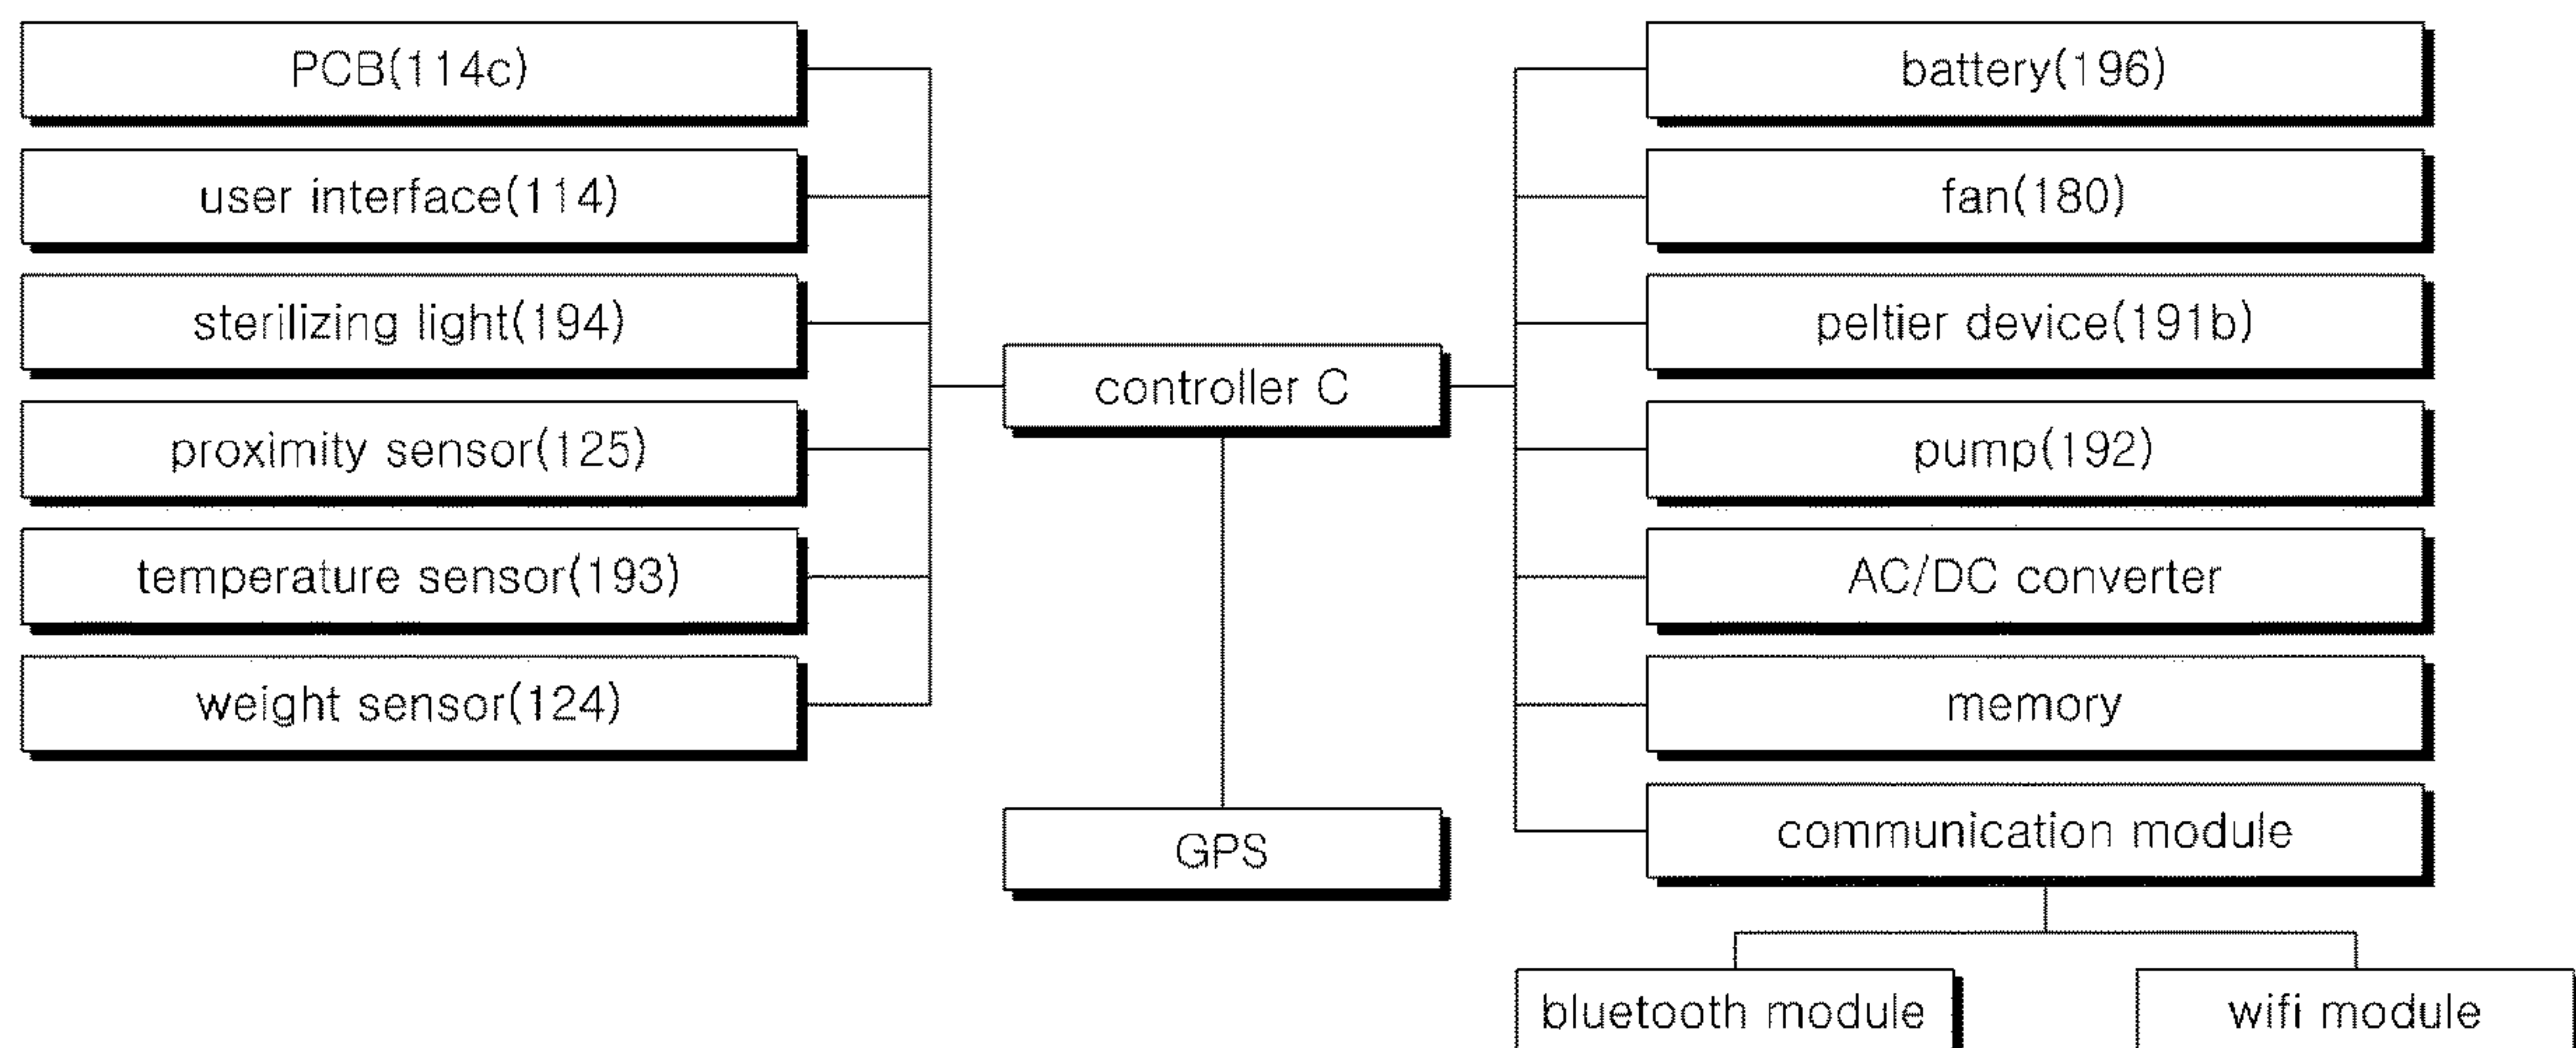 PCB(114c)
user interface(114)
sterilizing light(194)
proximity sensor(125)
temperature sensor(193)
weight sensor(124)
controller C
GPS
battery(196)
fan(180)
peltier device(191b)
pump(192)
AC/DC converter
memory
communication module
bluetooth module
wifi module